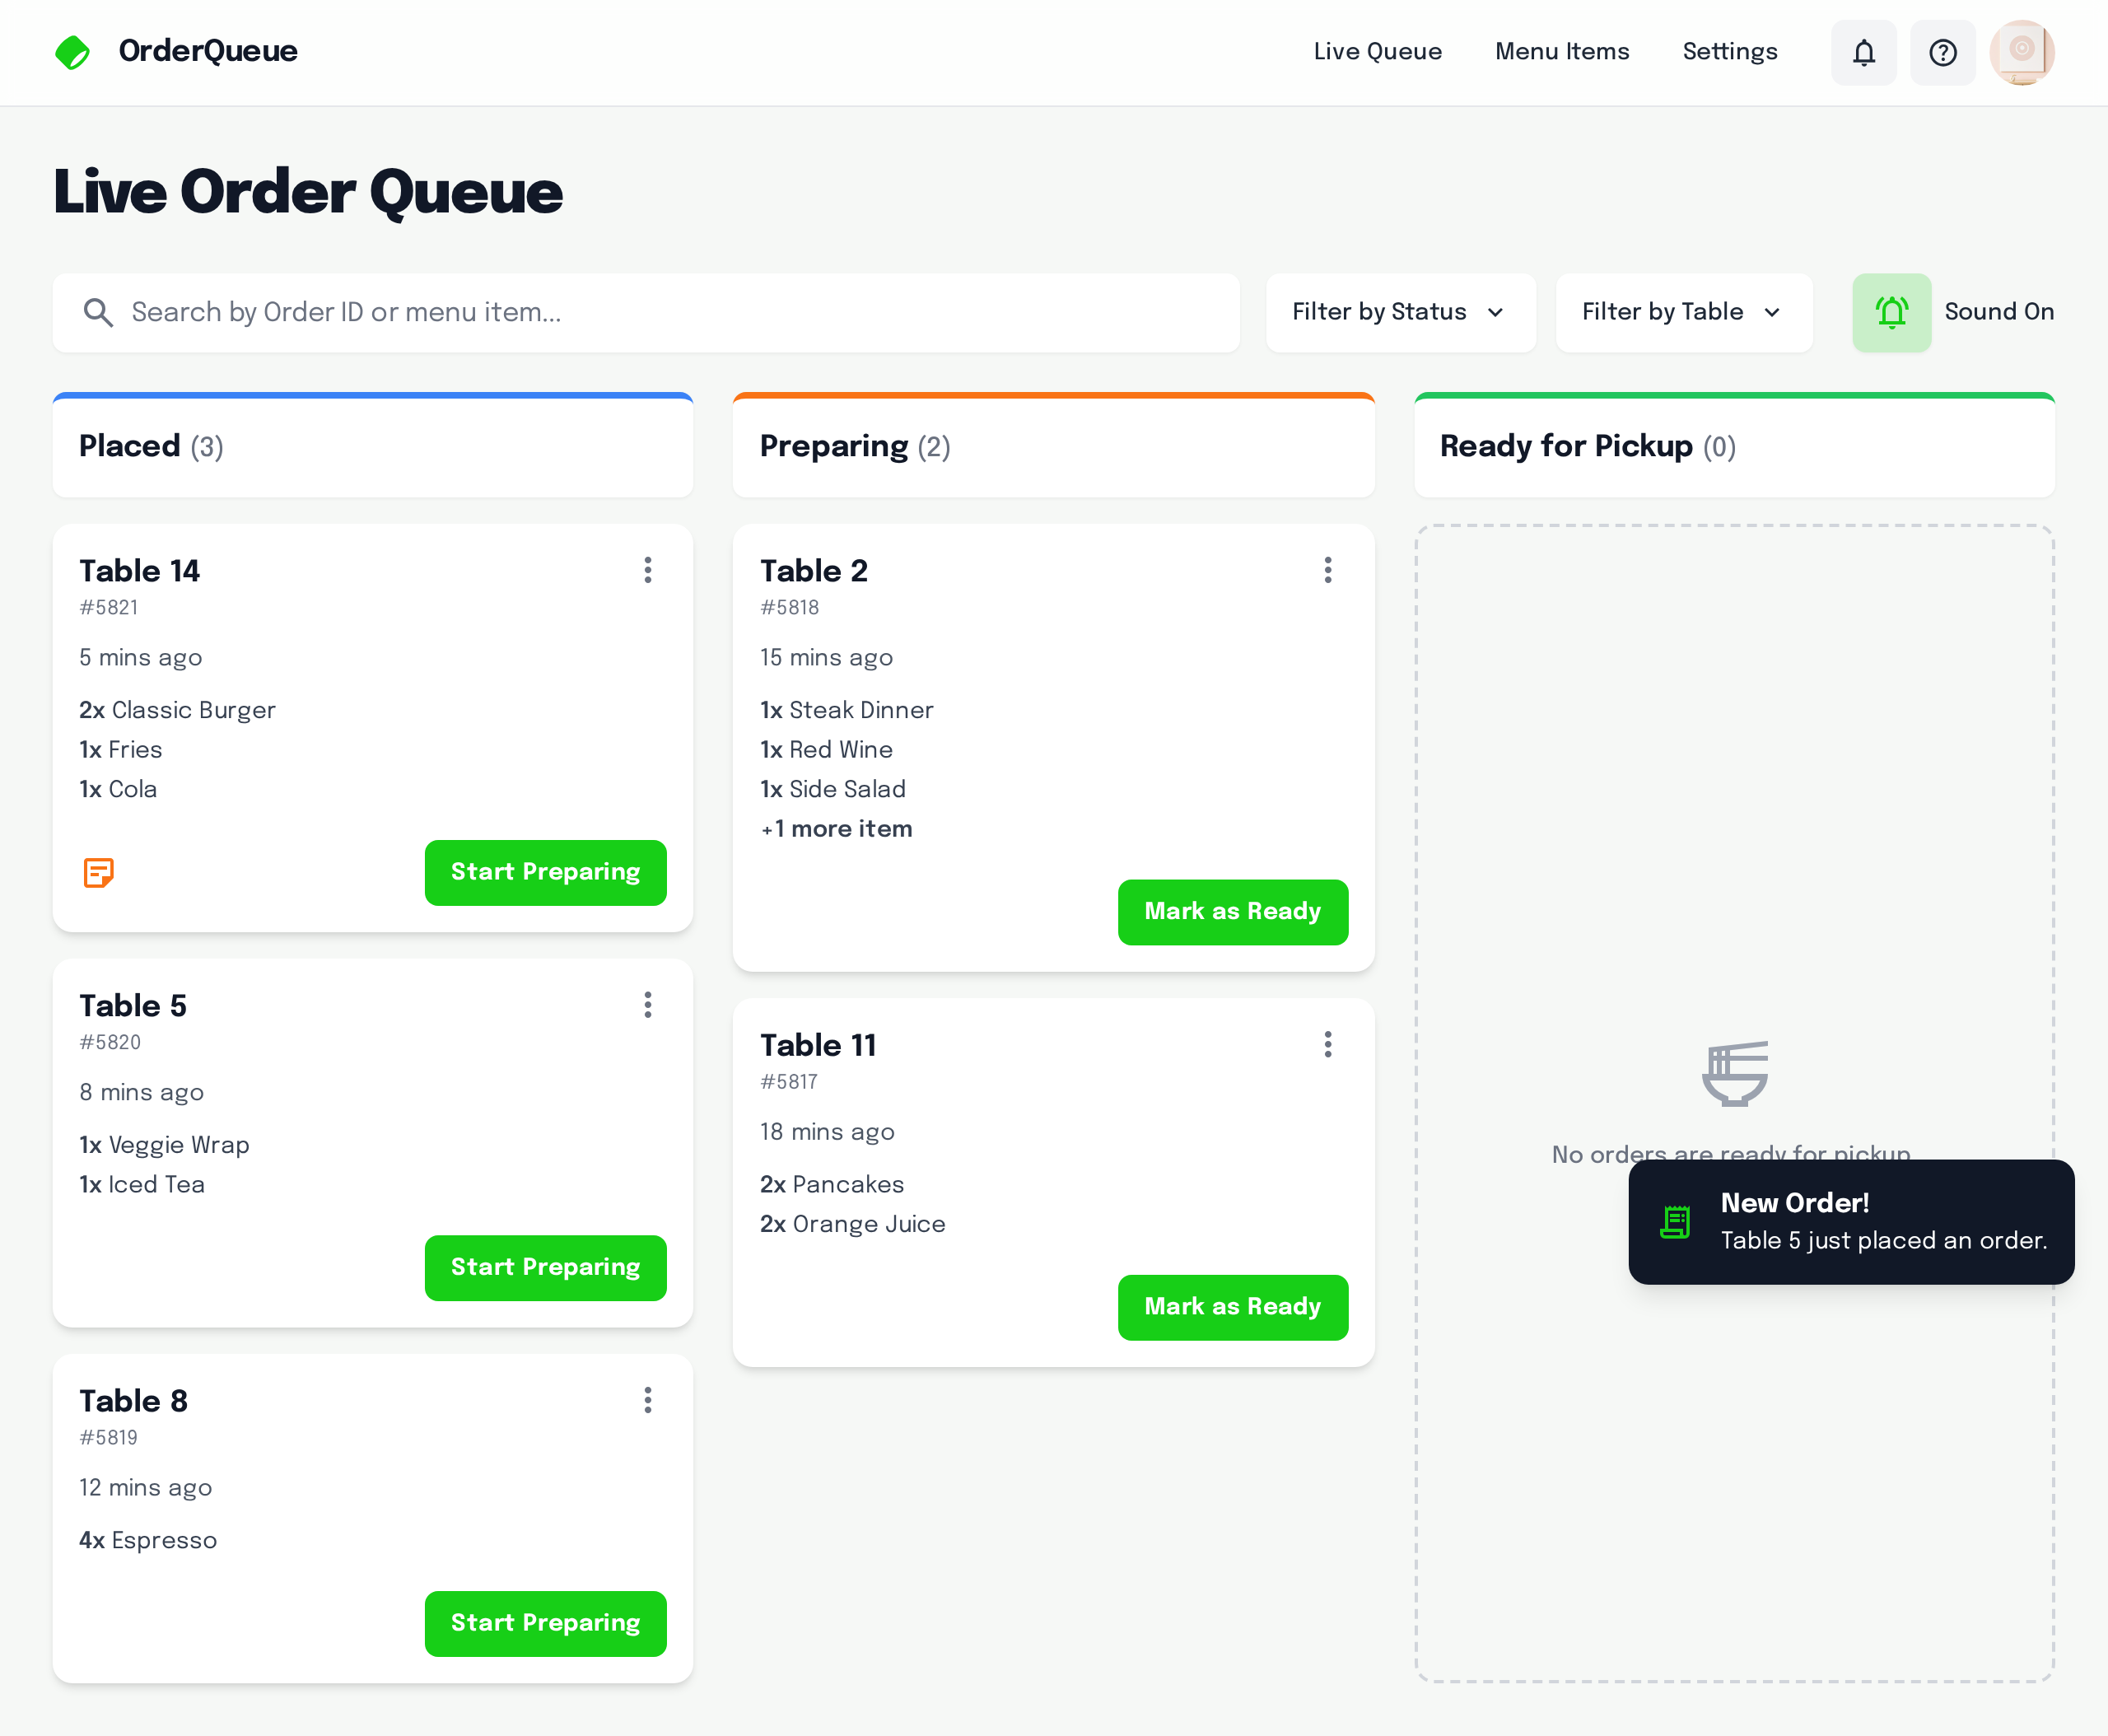 OrderQueue
Live Queue
Menu Items
Settings
Live Order Queue
Search by Order ID or menu item...
Filter by Status
Filter by Table
Sound On
Placed (3)
Table 14
#5821
5 mins ago
2x Classic Burger
1x Fries
1x Cola
Start Preparing
Table 5
#5820
8 mins ago
1x Veggie Wrap
1x Iced Tea
Start Preparing
Table 8
#5819
12 mins ago
4x Espresso
Start Preparing
Preparing (2)
Table 2
#5818
15 mins ago
1x Steak Dinner
1x Red Wine
1x Side Salad
+1 more item
Mark as Ready
Table 11
#5817
18 mins ago
2x Pancakes
2x Orange Juice
Mark as Ready
Ready for Pickup (0)
No orders are ready for pickup
New Order!
Table 5 just placed an order.